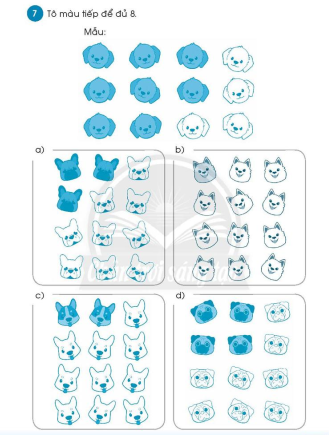 7 Tô màu tiếp để đủ 8.
Mẫu:
a) b)
c) d)